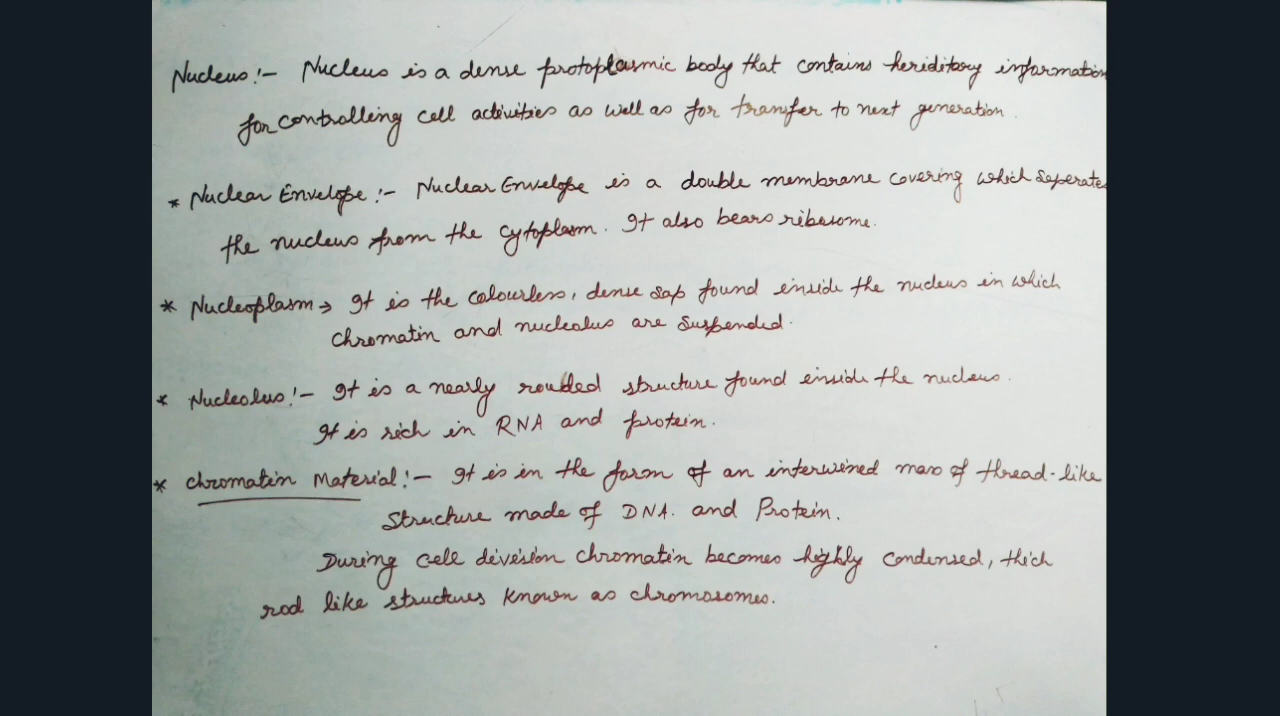 Nucleus :- Nucleus is a dense protoplasmic body that contains heriditory information
for controlling cell activities as well as for transfer to next generation.
* Nuclear Envelope :- Nuclear Envelope is a double membrane covering which seperates
the nucleus from the cytoplasm. It also bears ribosome.
* Nucleoplasm → It is the colourless, dense sap found inside the nucleus in which
chromatin and nucleolus are suspended.
* Nucleolus :- It is a nearly rounded structure found inside the nucleus.
It is rich in RNA and protein.
* Chromatin Material :- It is in the form of an interwined mass of thread-like
structure made of DNA. and Protein.
During cell division chromatin becomes highly condensed, thick
rod like structures known as chromosomes.